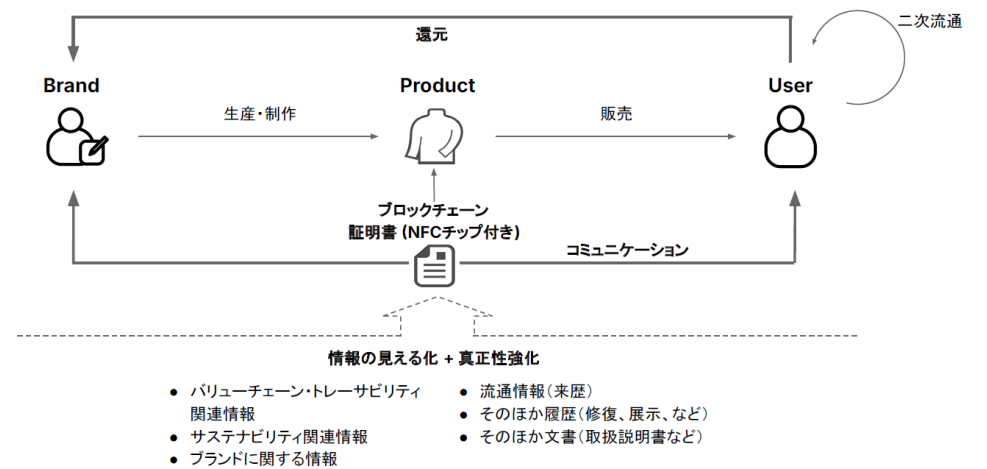 二次流通
還元
Brand
Product
User
生産・制作
販売
ブロックチェーン
証明書 (NFCチップ付き)
コミュニケーション
情報の見える化 + 真正性強化
● バリューチェーン・トレーサビリティ
関連情報
● サステナビリティ関連情報
● ブランドに関する情報
● 流通情報(来歴)
● そのほか履歴(修復、展示、など)
● そのほか文書(取扱説明書など)